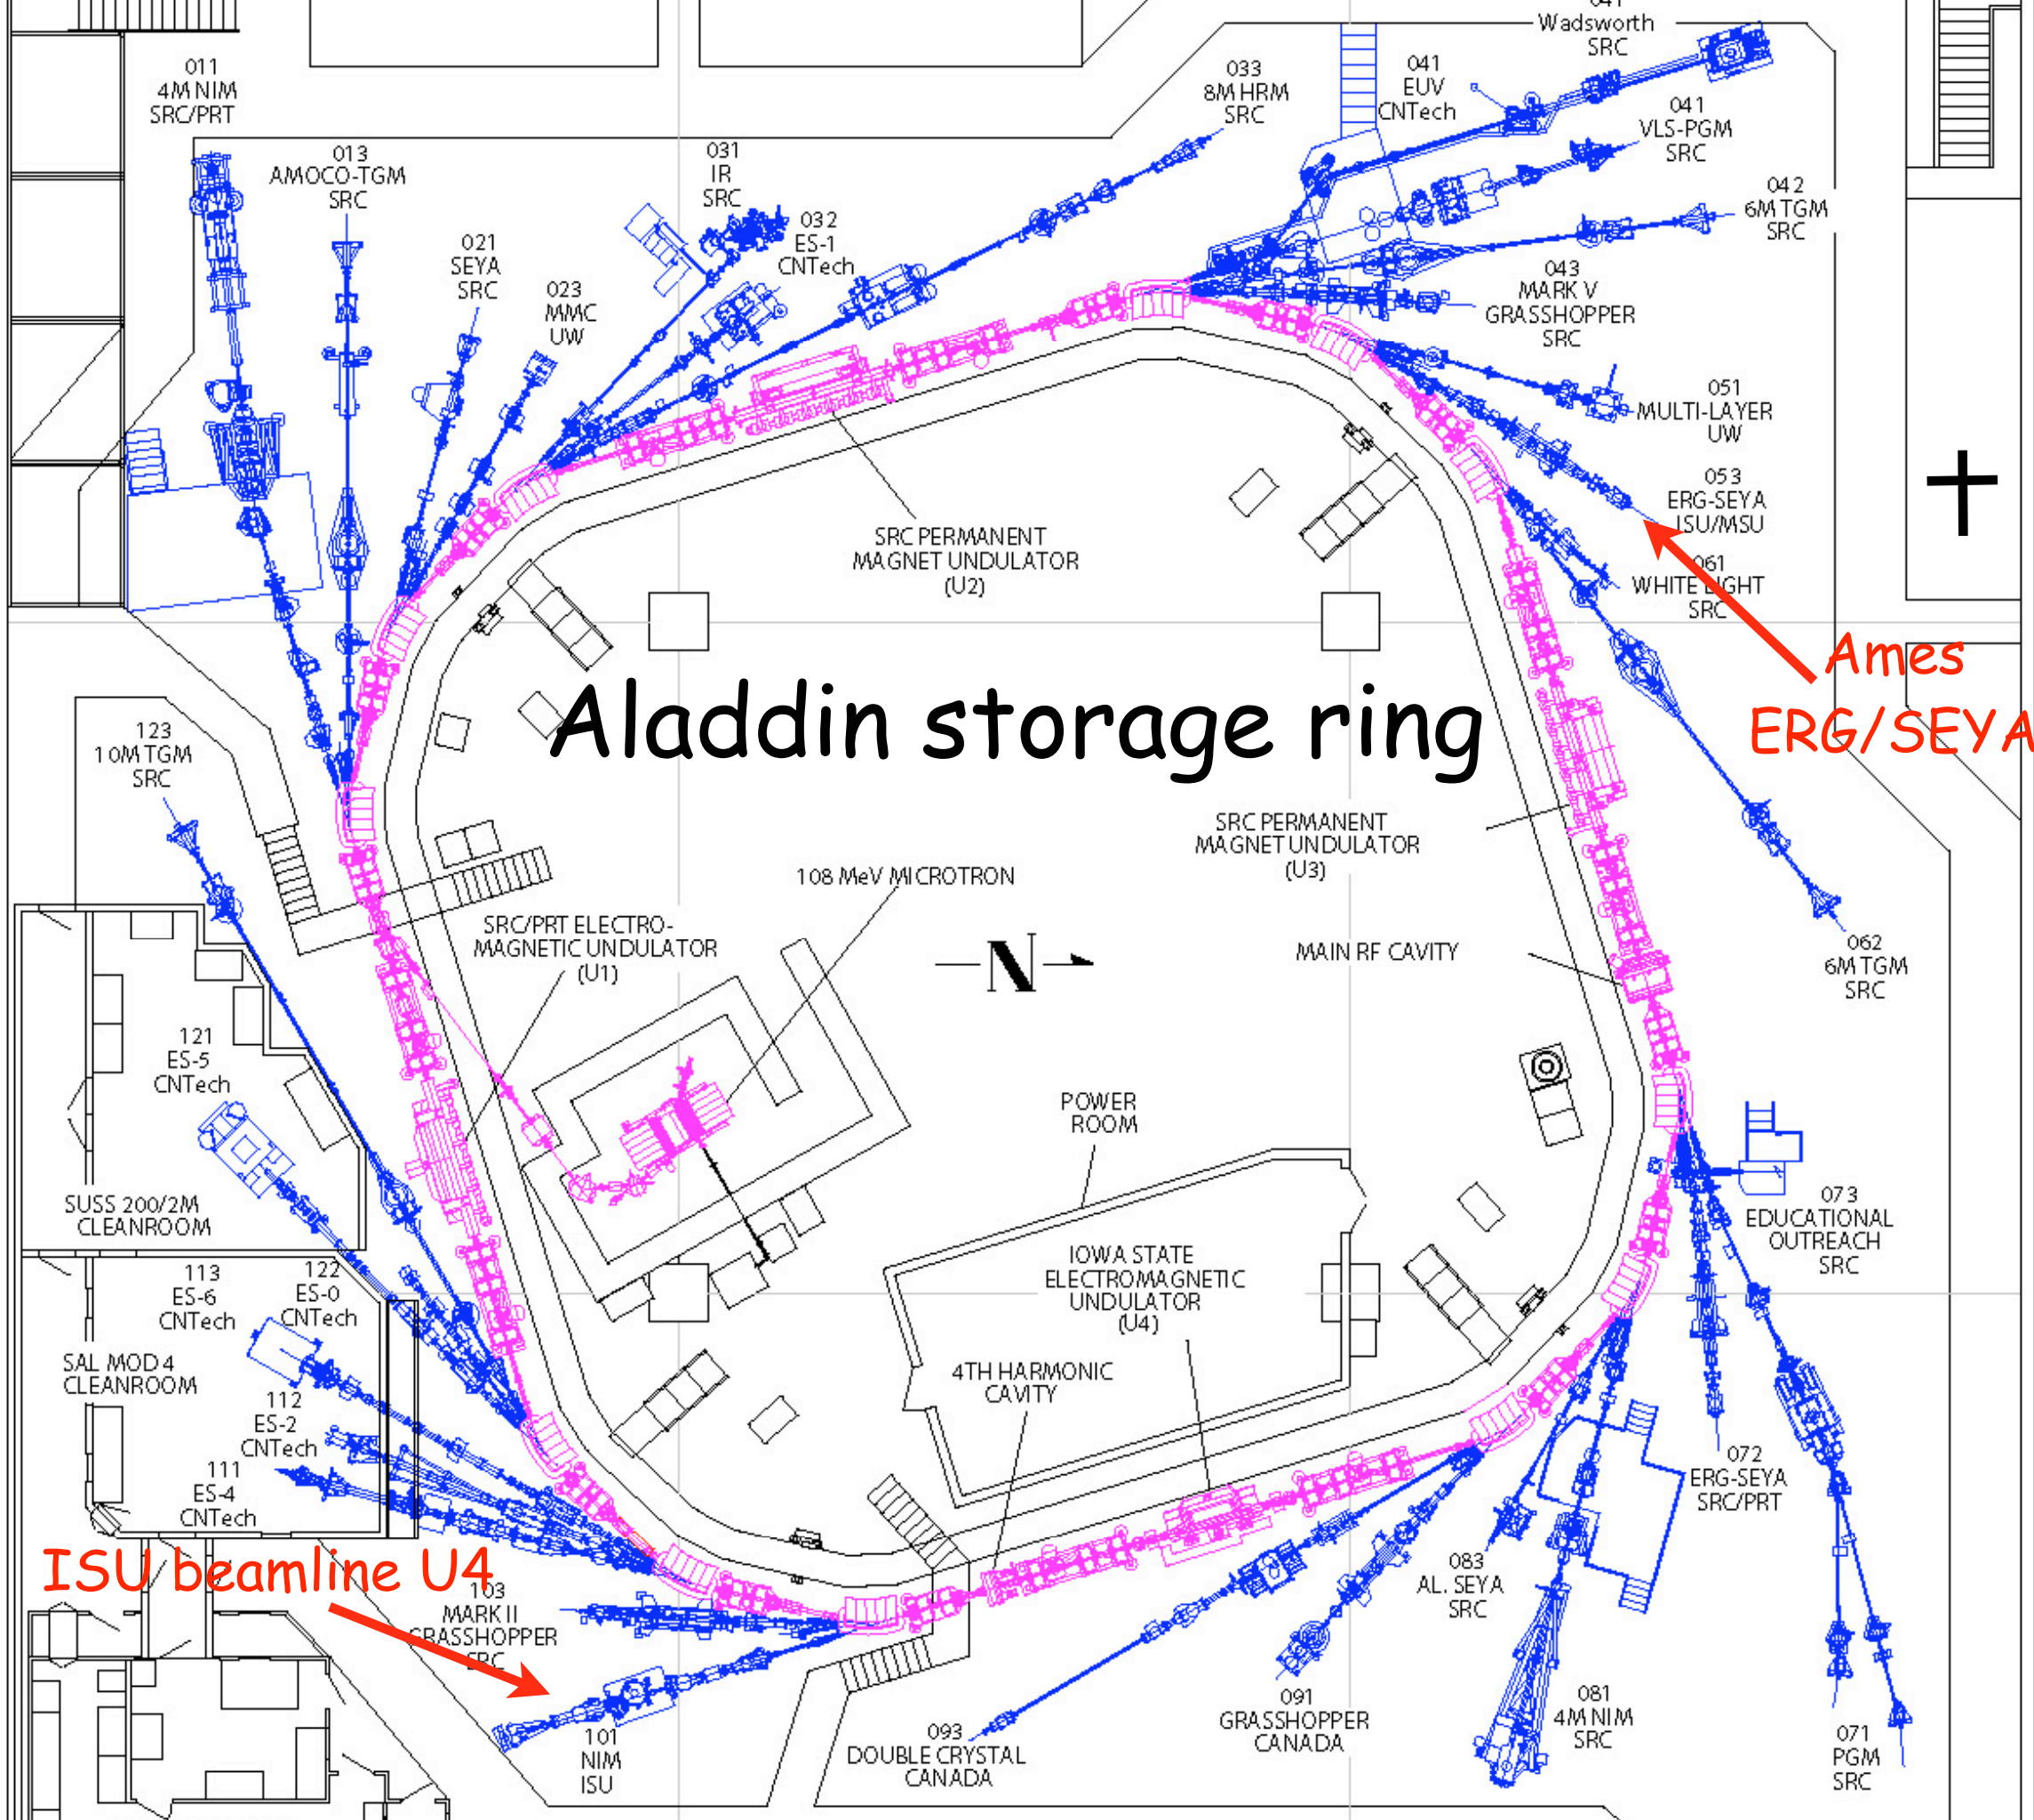 041
Wadsworth
SRC
011
4M NIM
SRC/PRT
033
8M HRM
SRC
041
EUV
CNTech
041
VLS-PGM
SRC
013
AMOCO-TGM
SRC
031
IR
SRC
042
6M TGM
SRC
032
ES-1
CNTech
021
SEYA
SRC
023
MMC
UW
043
MARK V
GRASSHOPPER
SRC
051
MULTI-LAYER
UW
053
ERG-SEYA
ISU/MSU
SRC PERMANENT
MAGNET UNDULATOR
(U2)
061
WHITE LIGHT
SRC
Ames
ERG/SEYA
Aladdin storage ring
123
10M TGM
SRC
SRC PERMANENT
MAGNET UNDULATOR
(U3)
108 MeV MICROTRON
SRC/PRT ELECTRO-
MAGNETIC UNDULATOR
(U1)
N
MAIN RF CAVITY
062
6M TGM
SRC
121
ES-5
CNTech
POWER
ROOM
SUSS 200/2M
CLEANROOM
073
EDUCATIONAL
OUTREACH
SRC
113
ES-6
CNTech
122
ES-0
CNTech
IOWA STATE
ELECTROMAGNETIC
UNDULATOR
(U4)
SAL MOD 4
CLEANROOM
4TH HARMONIC
CAVITY
112
ES-2
CNTech
111
ES-4
CNTech
072
ERG-SEYA
SRC/PRT
ISU beamline U4
103
MARK II
GRASSHOPPER
SRC
083
AL. SEYA
SRC
101
NIM
ISU
093
DOUBLE CRYSTAL
CANADA
091
GRASSHOPPER
CANADA
081
4M NIM
SRC
071
PGM
SRC